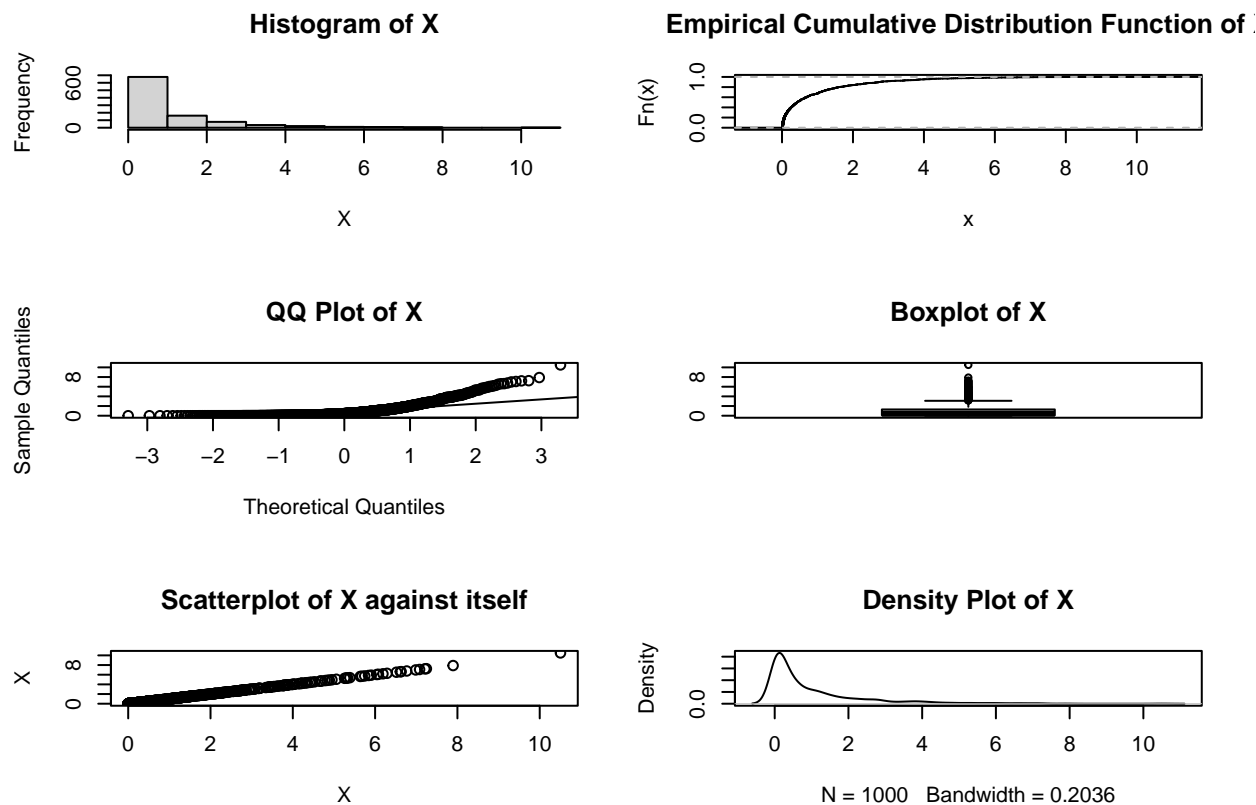 Histogram of X
Frequency
0 600
0 2 4 6 8 10
X
Empirical Cumulative Distribution Function of X
Fn(x)
0.0 1.0
0 2 4 6 8 10
x
QQ Plot of X
Sample Quantiles
0 8
−3 −2 −1 0 1 2 3
Theoretical Quantiles
Boxplot of X
0 8
Scatterplot of X against itself
X
0 8
0 2 4 6 8 10
X
Density Plot of X
Density
0.0
0 2 4 6 8 10
N = 1000 Bandwidth = 0.2036